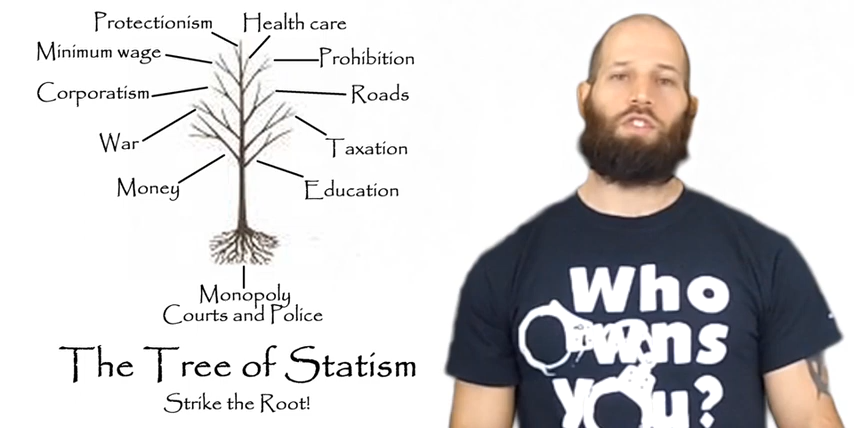 Protectionism
Health care
Minimum wage
Prohibition
Corporatism
Roads
War
Taxation
Money
Education
Monopoly
Courts and Police
The Tree of Statism
Strike the Root!
Who
owns
you?